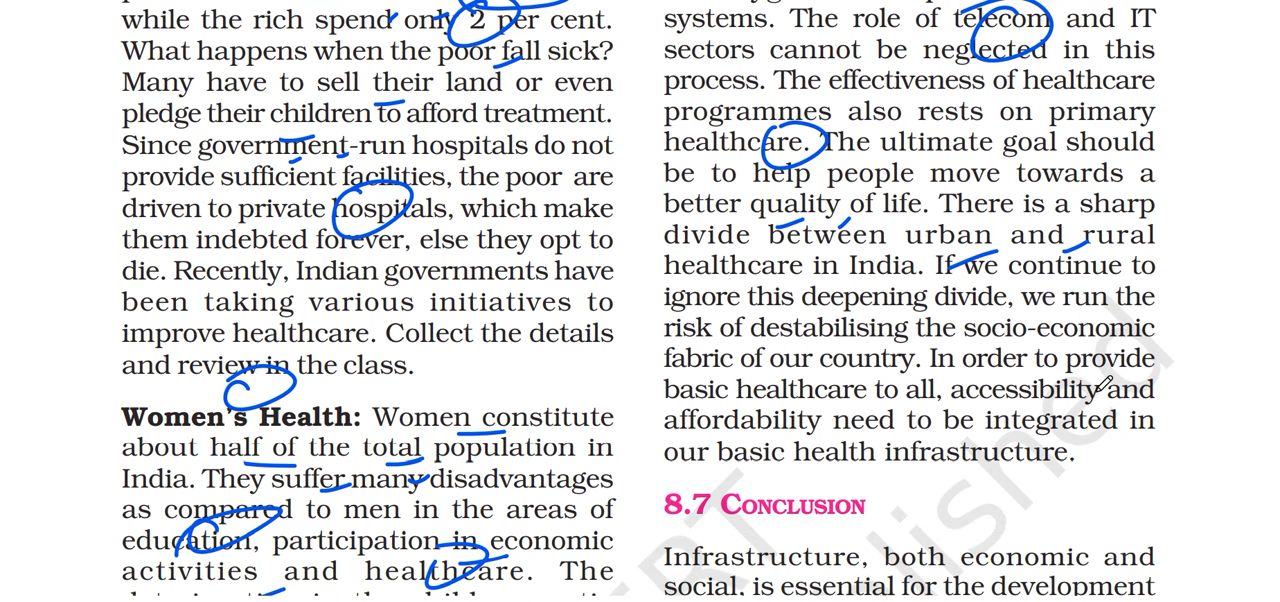 while the rich spend only 2 per cent.
What happens when the poor fall sick?
Many have to sell their land or even
pledge their children to afford treatment.
Since government-run hospitals do not
provide sufficient facilities, the poor are
driven to private hospitals, which make
them indebted forever, else they opt to
die. Recently, Indian governments have
been taking various initiatives to
improve healthcare. Collect the details
and review in the class.
Women's Health: Women constitute
about half of the total population in
India. They suffer many disadvantages
as compared to men in the areas of
education, participation in economic
activities and healthcare. The
systems. The role of telecom and IT
sectors cannot be neglected in this
process. The effectiveness of healthcare
programmes also rests on primary
healthcare. The ultimate goal should
be to help people move towards a
better quality of life. There is a sharp
divide between urban and rural
healthcare in India. If we continue to
ignore this deepening divide, we run the
risk of destabilising the socio-economic
fabric of our country. In order to provide
basic healthcare to all, accessibility and
affordability need to be integrated in
our basic health infrastructure.
8.7 CONCLUSION
Infrastructure, both economic and
social, is essential for the development